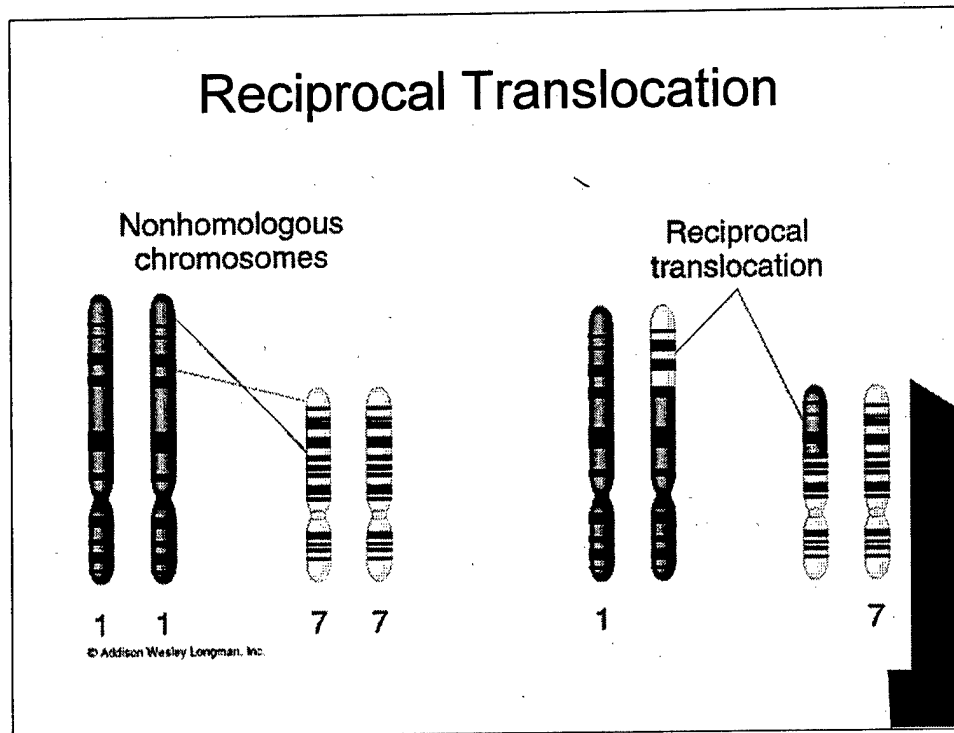 Reciprocal Translocation
Nonhomologous
chromosomes
Reciprocal
translocation
1 1 7 7
1 7
© Addison Wesley Longman, Inc.